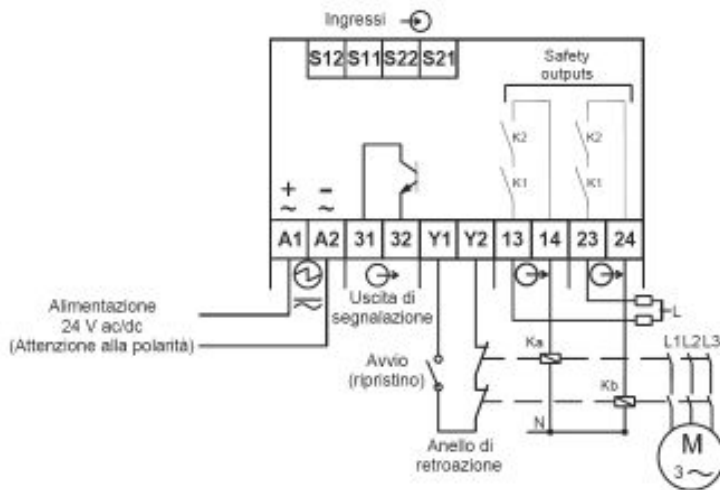 Ingressi
S12 S11 S22 S21
Safety
outputs
K2
K2
K1
K1
+ -
~ ~
A1 A2 31 32 Y1 Y2 13 14 23 24
Alimentazione
24 V ac/dc
(Attenzione alla polarità)
Uscita di
segnalazione
L
Avvio
(ripristino)
Ka
Kb
L1 L2 L3
N
Anello di
retroazione
M
3 ~